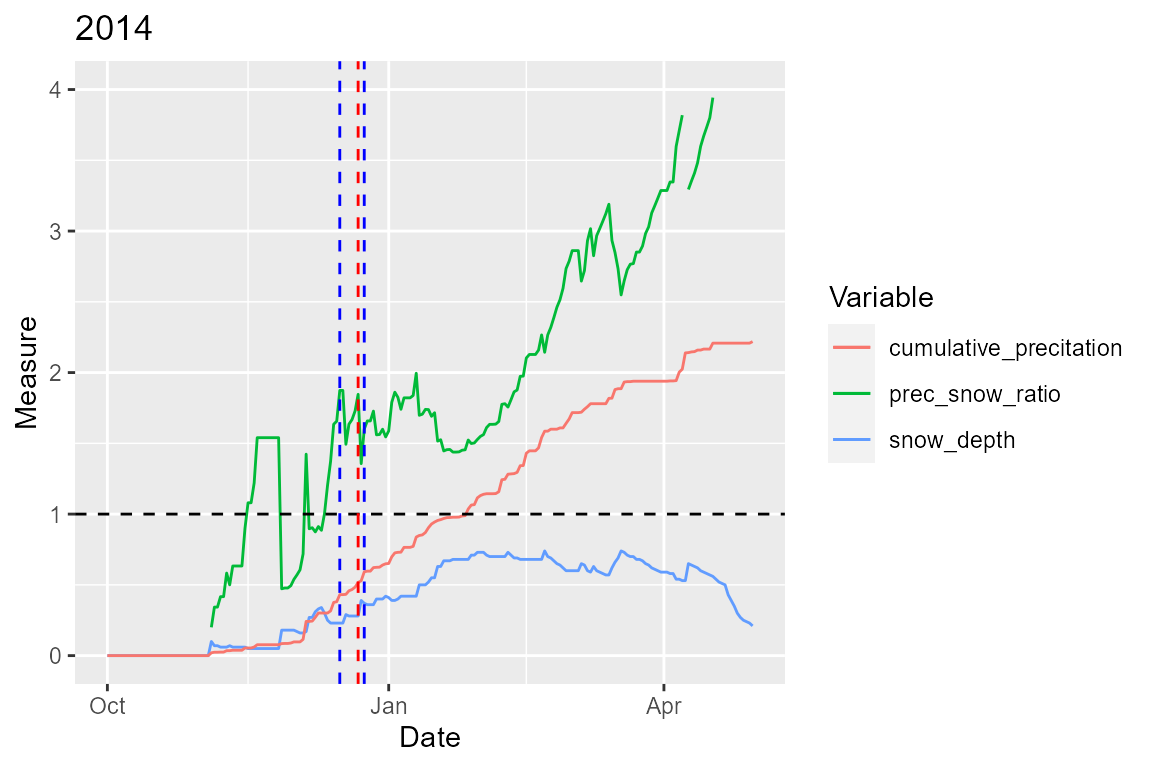 2014
Measure
4
3
2
1
0
Oct
Jan
Apr
Date
Variable
cumulative_precitation
prec_snow_ratio
snow_depth